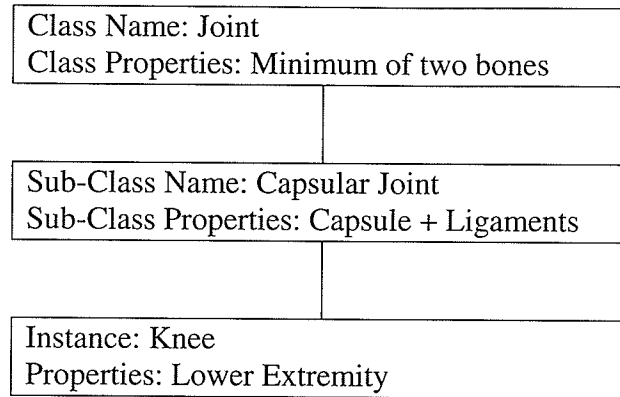 Class Name: Joint
Class Properties: Minimum of two bones
Sub-Class Name: Capsular Joint
Sub-Class Properties: Capsule + Ligaments
Instance: Knee
Properties: Lower Extremity